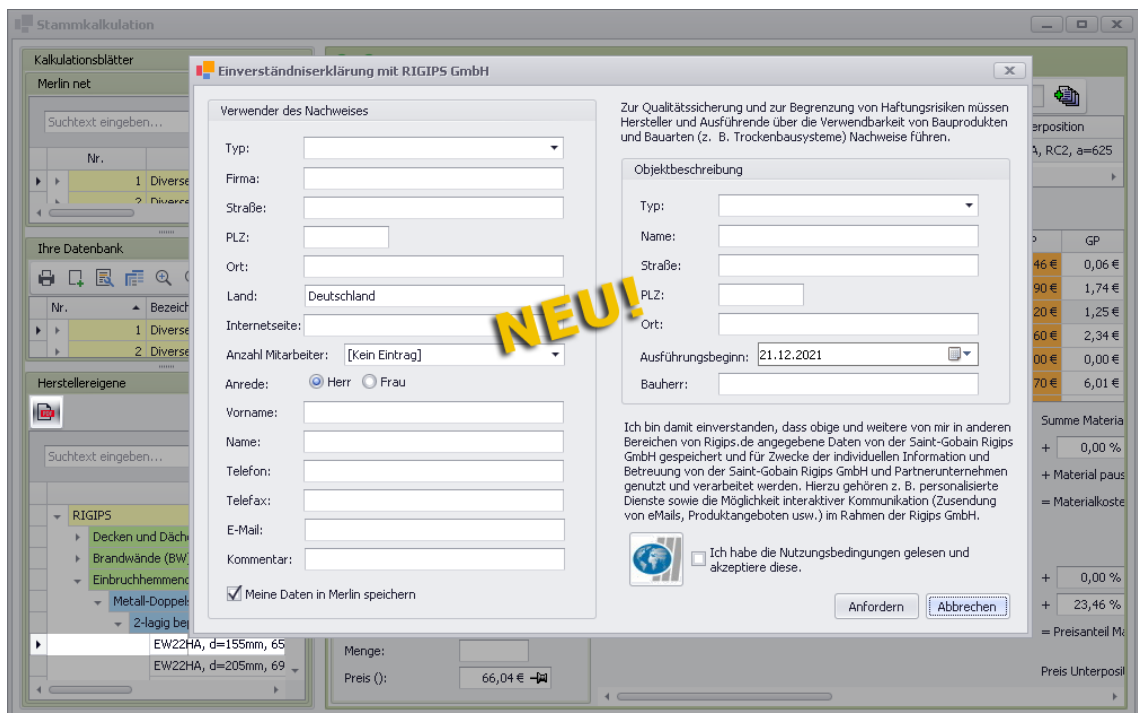 Stammkalkulation
Kalkulationsblätter
Merlin net
Suchtext eingeben...
Nr.
1 Diverse
2 Diverse
Ihre Datenbank
Nr. Bezeich
1 Diverse
2 Diverse
Herstellereigene
Suchtext eingeben...
RIGIPS
Decken und Däch
Brandwände (BW)
Einbruchhemmend
Metall-Doppel
2-lagig be
EW22HA, d=155mm, 65
EW22HA, d=205mm, 69
Einverständniserklärung mit RIGIPS GmbH
Verwender des Nachweises
Typ:
Firma:
Straße:
PLZ:
Ort:
Land: Deutschland
Internetseite:
Anzahl Mitarbeiter: [Kein Eintrag]
Anrede: Herr Frau
Vorname:
Name:
Telefon:
Telefax:
E-Mail:
Kommentar:
Meine Daten in Merlin speichern
Zur Qualitätssicherung und zur Begrenzung von Haftungsrisiken müssen
Hersteller und Ausführende über die Verwendbarkeit von Bauprodukten
und Bauarten (z. B. Trockenbausysteme) Nachweise führen.
Objektbeschreibung
Typ:
Name:
Straße:
PLZ:
Ort:
Ausführungsbeginn: 21.12.2021
Bauherr:
NEU!
Ich bin damit einverstanden, dass obige und weitere von mir in anderen
Bereichen von Rigips.de angegebene Daten von der Saint-Gobain Rigips
GmbH gespeichert und für Zwecke der individuellen Information und
Betreuung von der Saint-Gobain Rigips GmbH und Partnerunternehmen
genutzt und verarbeitet werden. Hierzu gehören z. B. personalisierte
Dienste sowie die Möglichkeit interaktiver Kommunikation (Zusendung
von eMails, Produktangeboten usw.) im Rahmen der Rigips GmbH.
Ich habe die Nutzungsbedingungen gelesen und
akzeptiere diese.
Anfordern Abbrechen
Menge:
Preis (): 66,04 €
erposition
A, RC2, a=625
P GP
46 € 0,06 €
90 € 1,74 €
20 € 1,25 €
60 € 2,34 €
00 € 0,00 €
70 € 6,01 €
Summe Materia
+ 0,00 %
+ Material paus
= Materialkoste
+ 0,00 %
+ 23,46 %
= Preisanteil Ma
Preis Unterposit